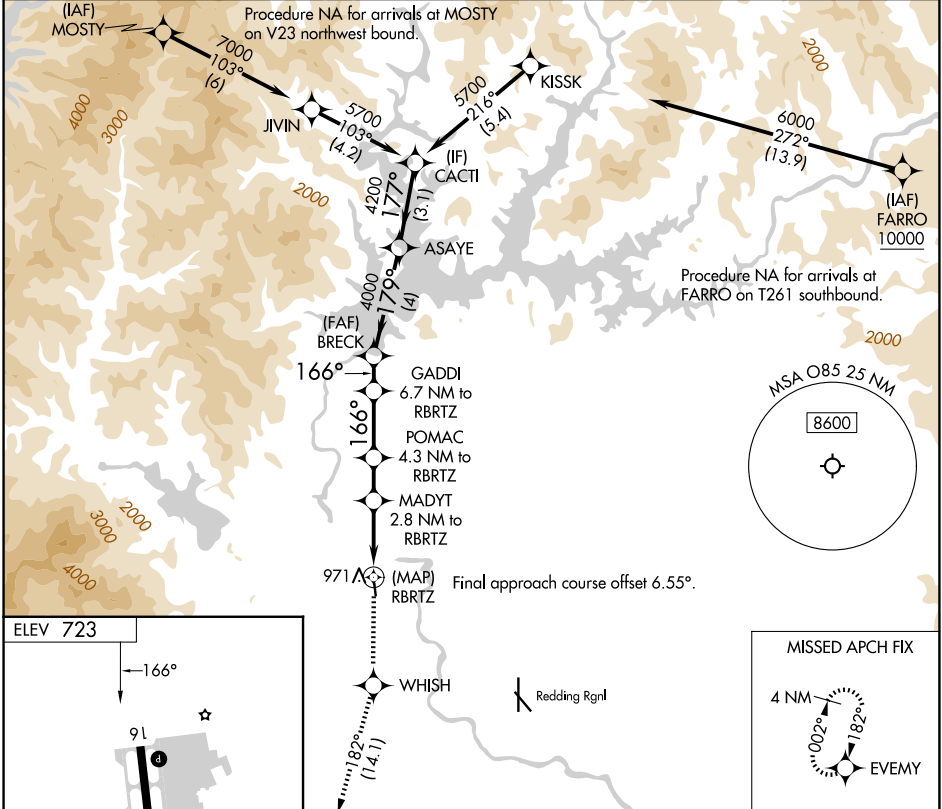 (IAF)
MOSTY
Procedure NA for arrivals at MOSTY
on V23 northwest bound.
7000
103°
(6)
JIVIN
5700
103°
(4.2)
KISSK
5700
216°
(5.4)
(IF)
CACTI
6000
272°
(13.9)
(IAF)
FARRO
10000
Procedure NA for arrivals at
FARRO on T261 southbound.
2000
4000
3000
2000
2000
4200
177°
(3.1)
ASAYE
4000
179°
(4)
(FAF)
BRECK
166°
166°
GADDI
6.7 NM to
RBRTZ
POMAC
4.3 NM to
RBRTZ
MADYT
2.8 NM to
RBRTZ
MSA O85 25 NM
8600
3000
2000
4000
971
(MAP)
RBRTZ
Final approach course offset 6.55°.
WHISH
182°
(14.1)
Redding Rgnl
ELEV 723
166°
16
P
MISSED APCH FIX
4 NM
002°
182°
EVEMY